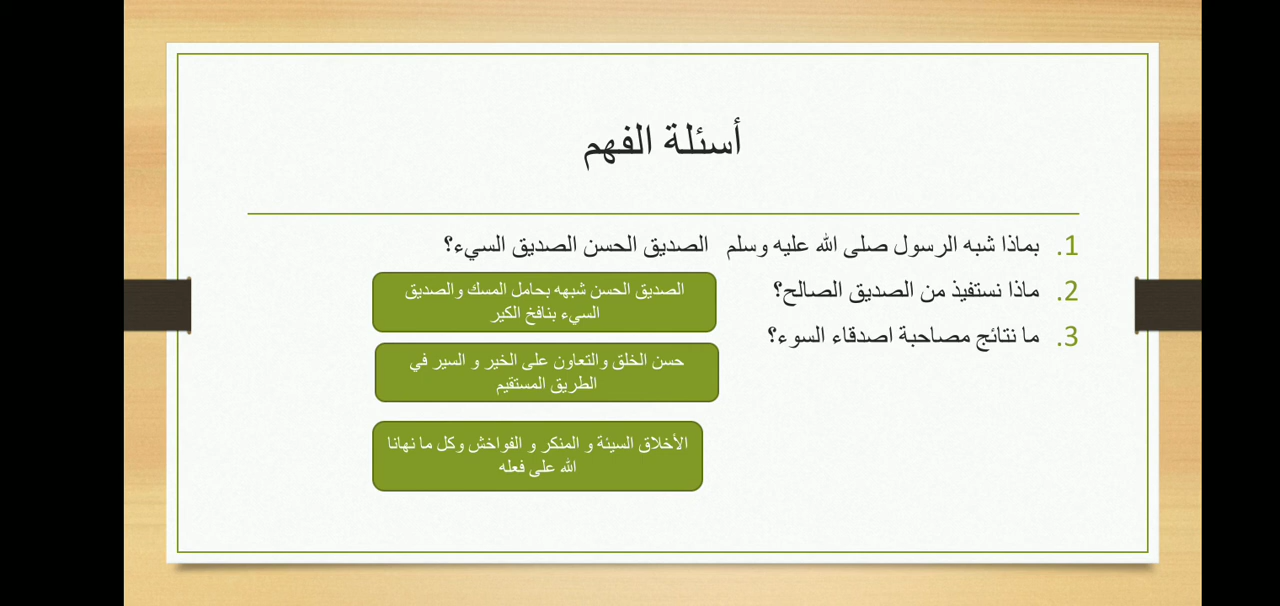 أسئلة الفهم
1. بماذا شبه الرسول صلى الله عليه وسلم الصديق الحسن الصديق السيء؟
2. ماذا نستفيذ من الصديق الصالح؟
3. ما نتائج مصاحبة اصدقاء السوء؟
الصديق الحسن شبهه بحامل المسك والصديق
السيء بنافخ الكير
حسن الخلق والتعاون على الخير و السير في
الطريق المستقيم
الأخلاق السيئة و المنكر و الفواخش وكل ما نهانا
الله على فعله